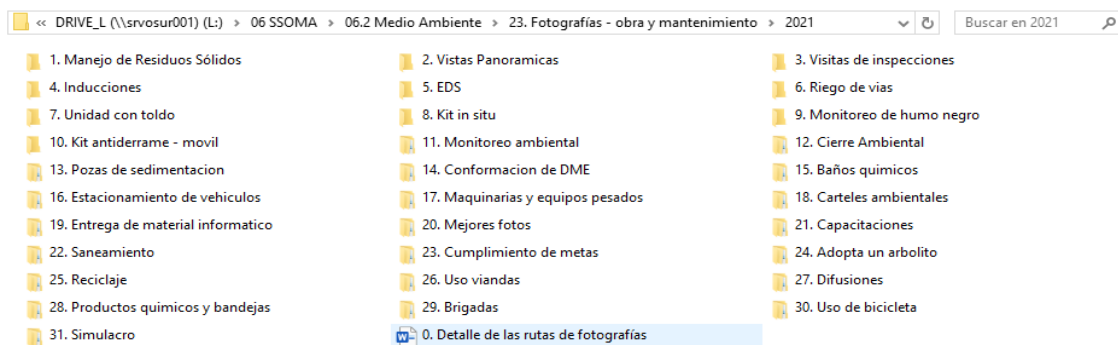 « DRIVE_L (\\srvosur001) (L:) > 06 SSOMA > 06.2 Medio Ambiente > 23. Fotografías - obra y mantenimiento > 2021 Buscar en 2021
1. Manejo de Residuos Sólidos 2. Vistas Panoramicas 3. Visitas de inspecciones
4. Inducciones 5. EDS 6. Riego de vias
7. Unidad con toldo 8. Kit in situ 9. Monitoreo de humo negro
10. Kit antiderrame - movil 11. Monitoreo ambiental 12. Cierre Ambiental
13. Pozas de sedimentacion 14. Conformacion de DME 15. Baños quimicos
16. Estacionamiento de vehiculos 17. Maquinarias y equipos pesados 18. Carteles ambientales
19. Entrega de material informatico 20. Mejores fotos 21. Capacitaciones
22. Saneamiento 23. Cumplimiento de metas 24. Adopta un arbolito
25. Reciclaje 26. Uso viandas 27. Difusiones
28. Productos quimicos y bandejas 29. Brigadas 30. Uso de bicicleta
31. Simulacro 0. Detalle de las rutas de fotografías